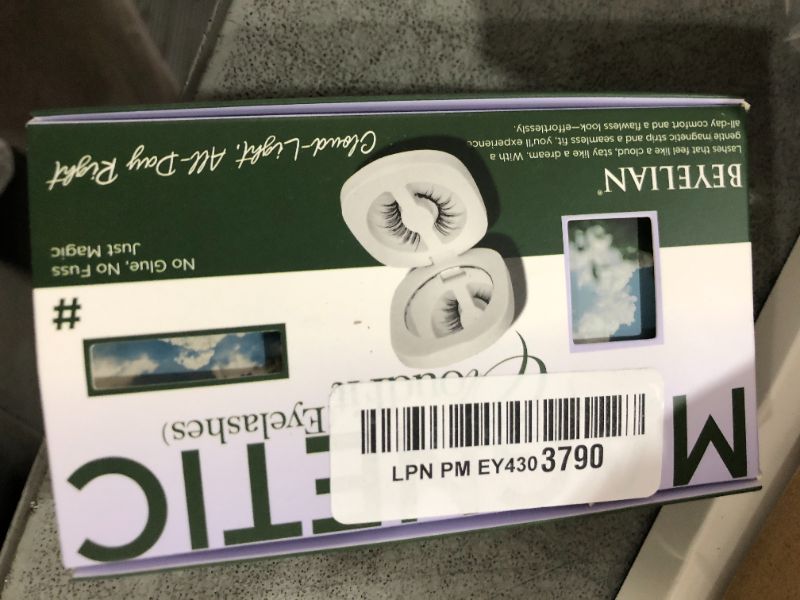 BEYELIAN®
Lashes that feel like a cloud, stay like a dream. With a
gentle magnetic strip and a seamless fit, you'll experience
all-day comfort and a flawless look—effortlessly.
Cloud-Light, All-Day Right
No Glue, No Fuss
Just Magic
#
(Eyelashes)
M NETIC
LPN PM EY430 3790